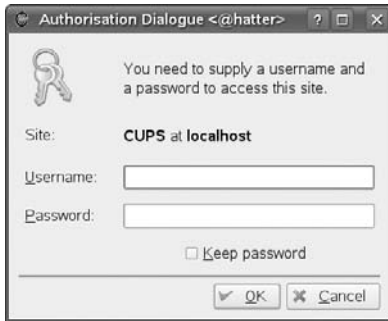 Authorisation Dialogue <@hatter>
You need to supply a username and
a password to access this site.
Site: CUPS at localhost
Username:
Password:
Keep password
OK Cancel